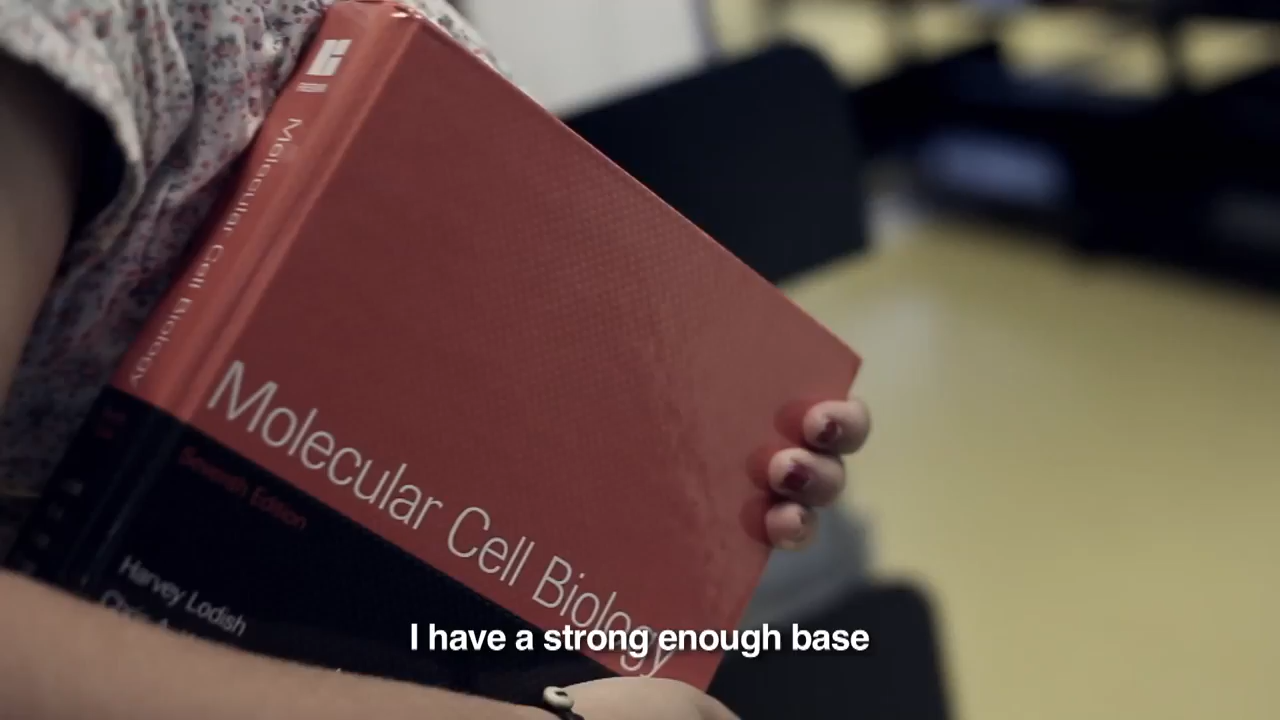 Molecular Cell Biology
Molecular Cell Biology
Seventh Edition
Harvey Lodish
I have a strong enough base